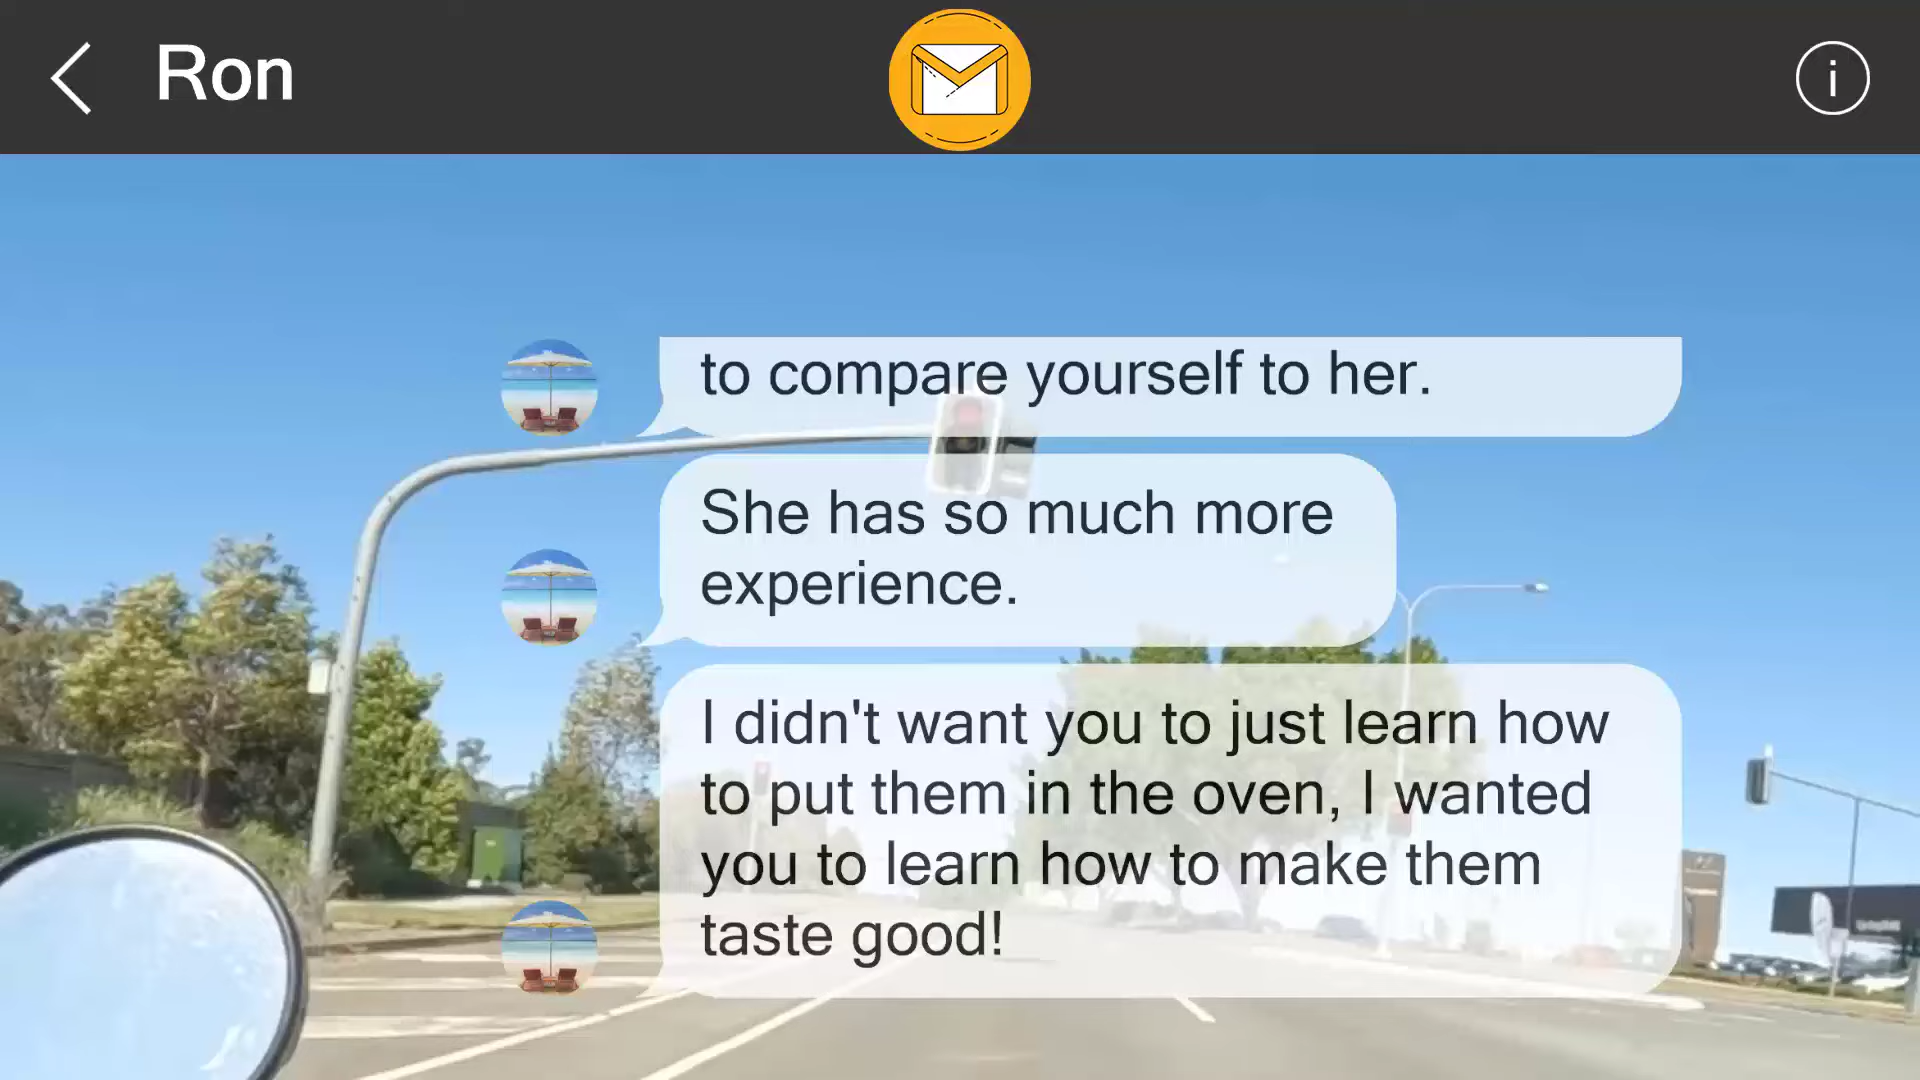 Ron
to compare yourself to her.
She has so much more
experience.
I didn't want you to just learn how
to put them in the oven, I wanted
you to learn how to make them
taste good!